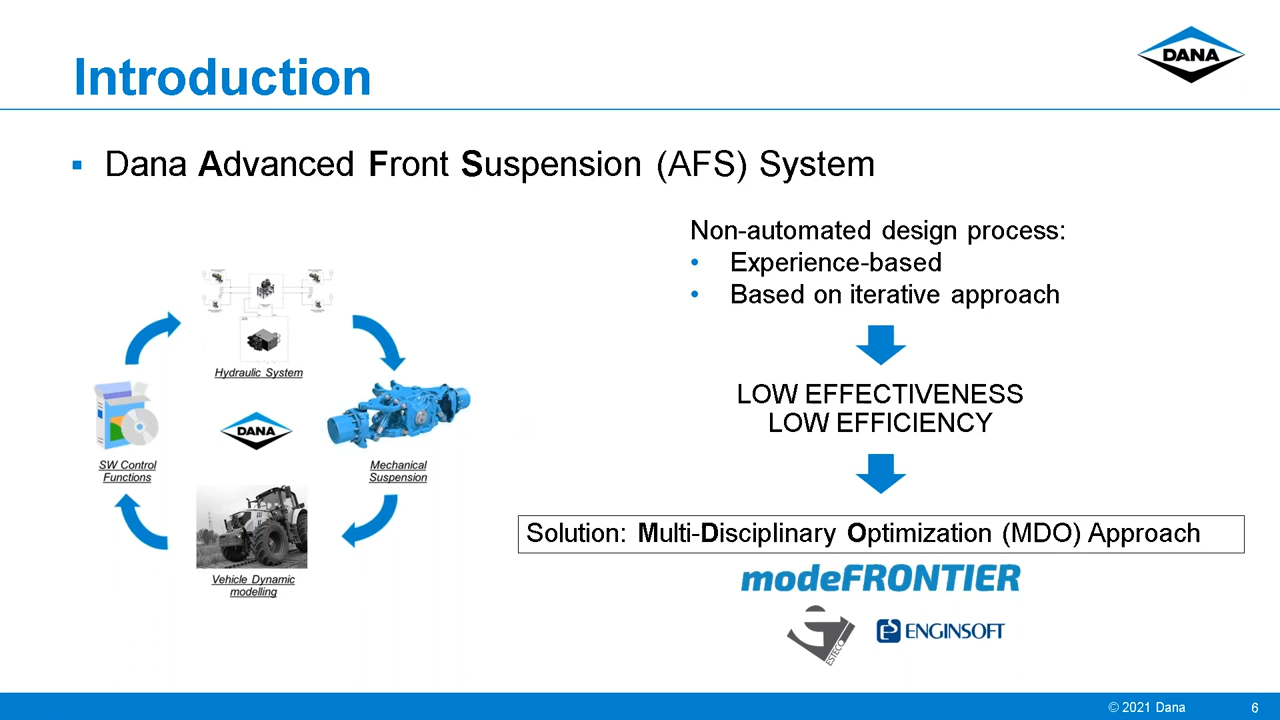 Introduction
DANA
Dana Advanced Front Suspension (AFS) System
Non-automated design process:
• Experience-based
• Based on iterative approach
LOW EFFECTIVENESS
LOW EFFICIENCY
Solution: Multi-Disciplinary Optimization (MDO) Approach
modeFRONTIER
ESTECO
ENGINSOFT
Hydraulic System
DANA
SW Control
Functions
Mechanical
Suspension
Vehicle Dynamic
modelling
© 2021 Dana
6